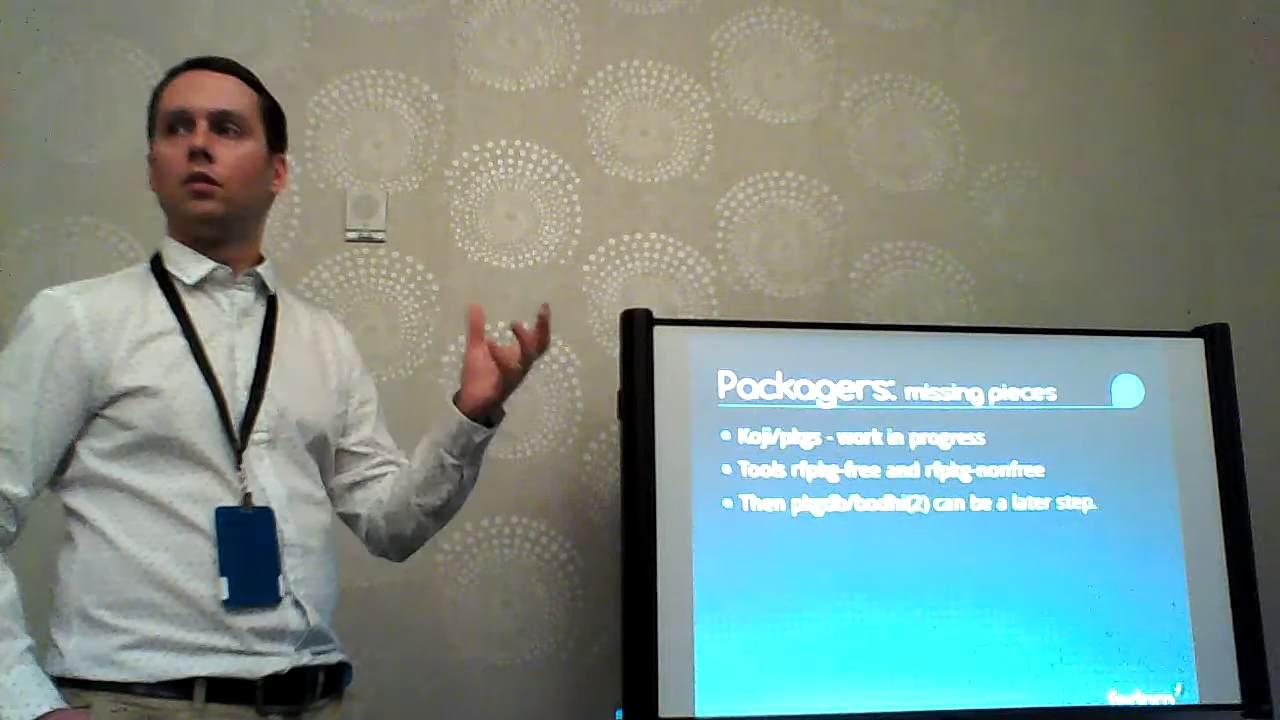 Packagers: missing pieces
Koji/pkgs - work in progress
Tools rfpkg-free and rfpkg-nonfree
Then pkgdb/bodhi(2) can be a later step.
fedora